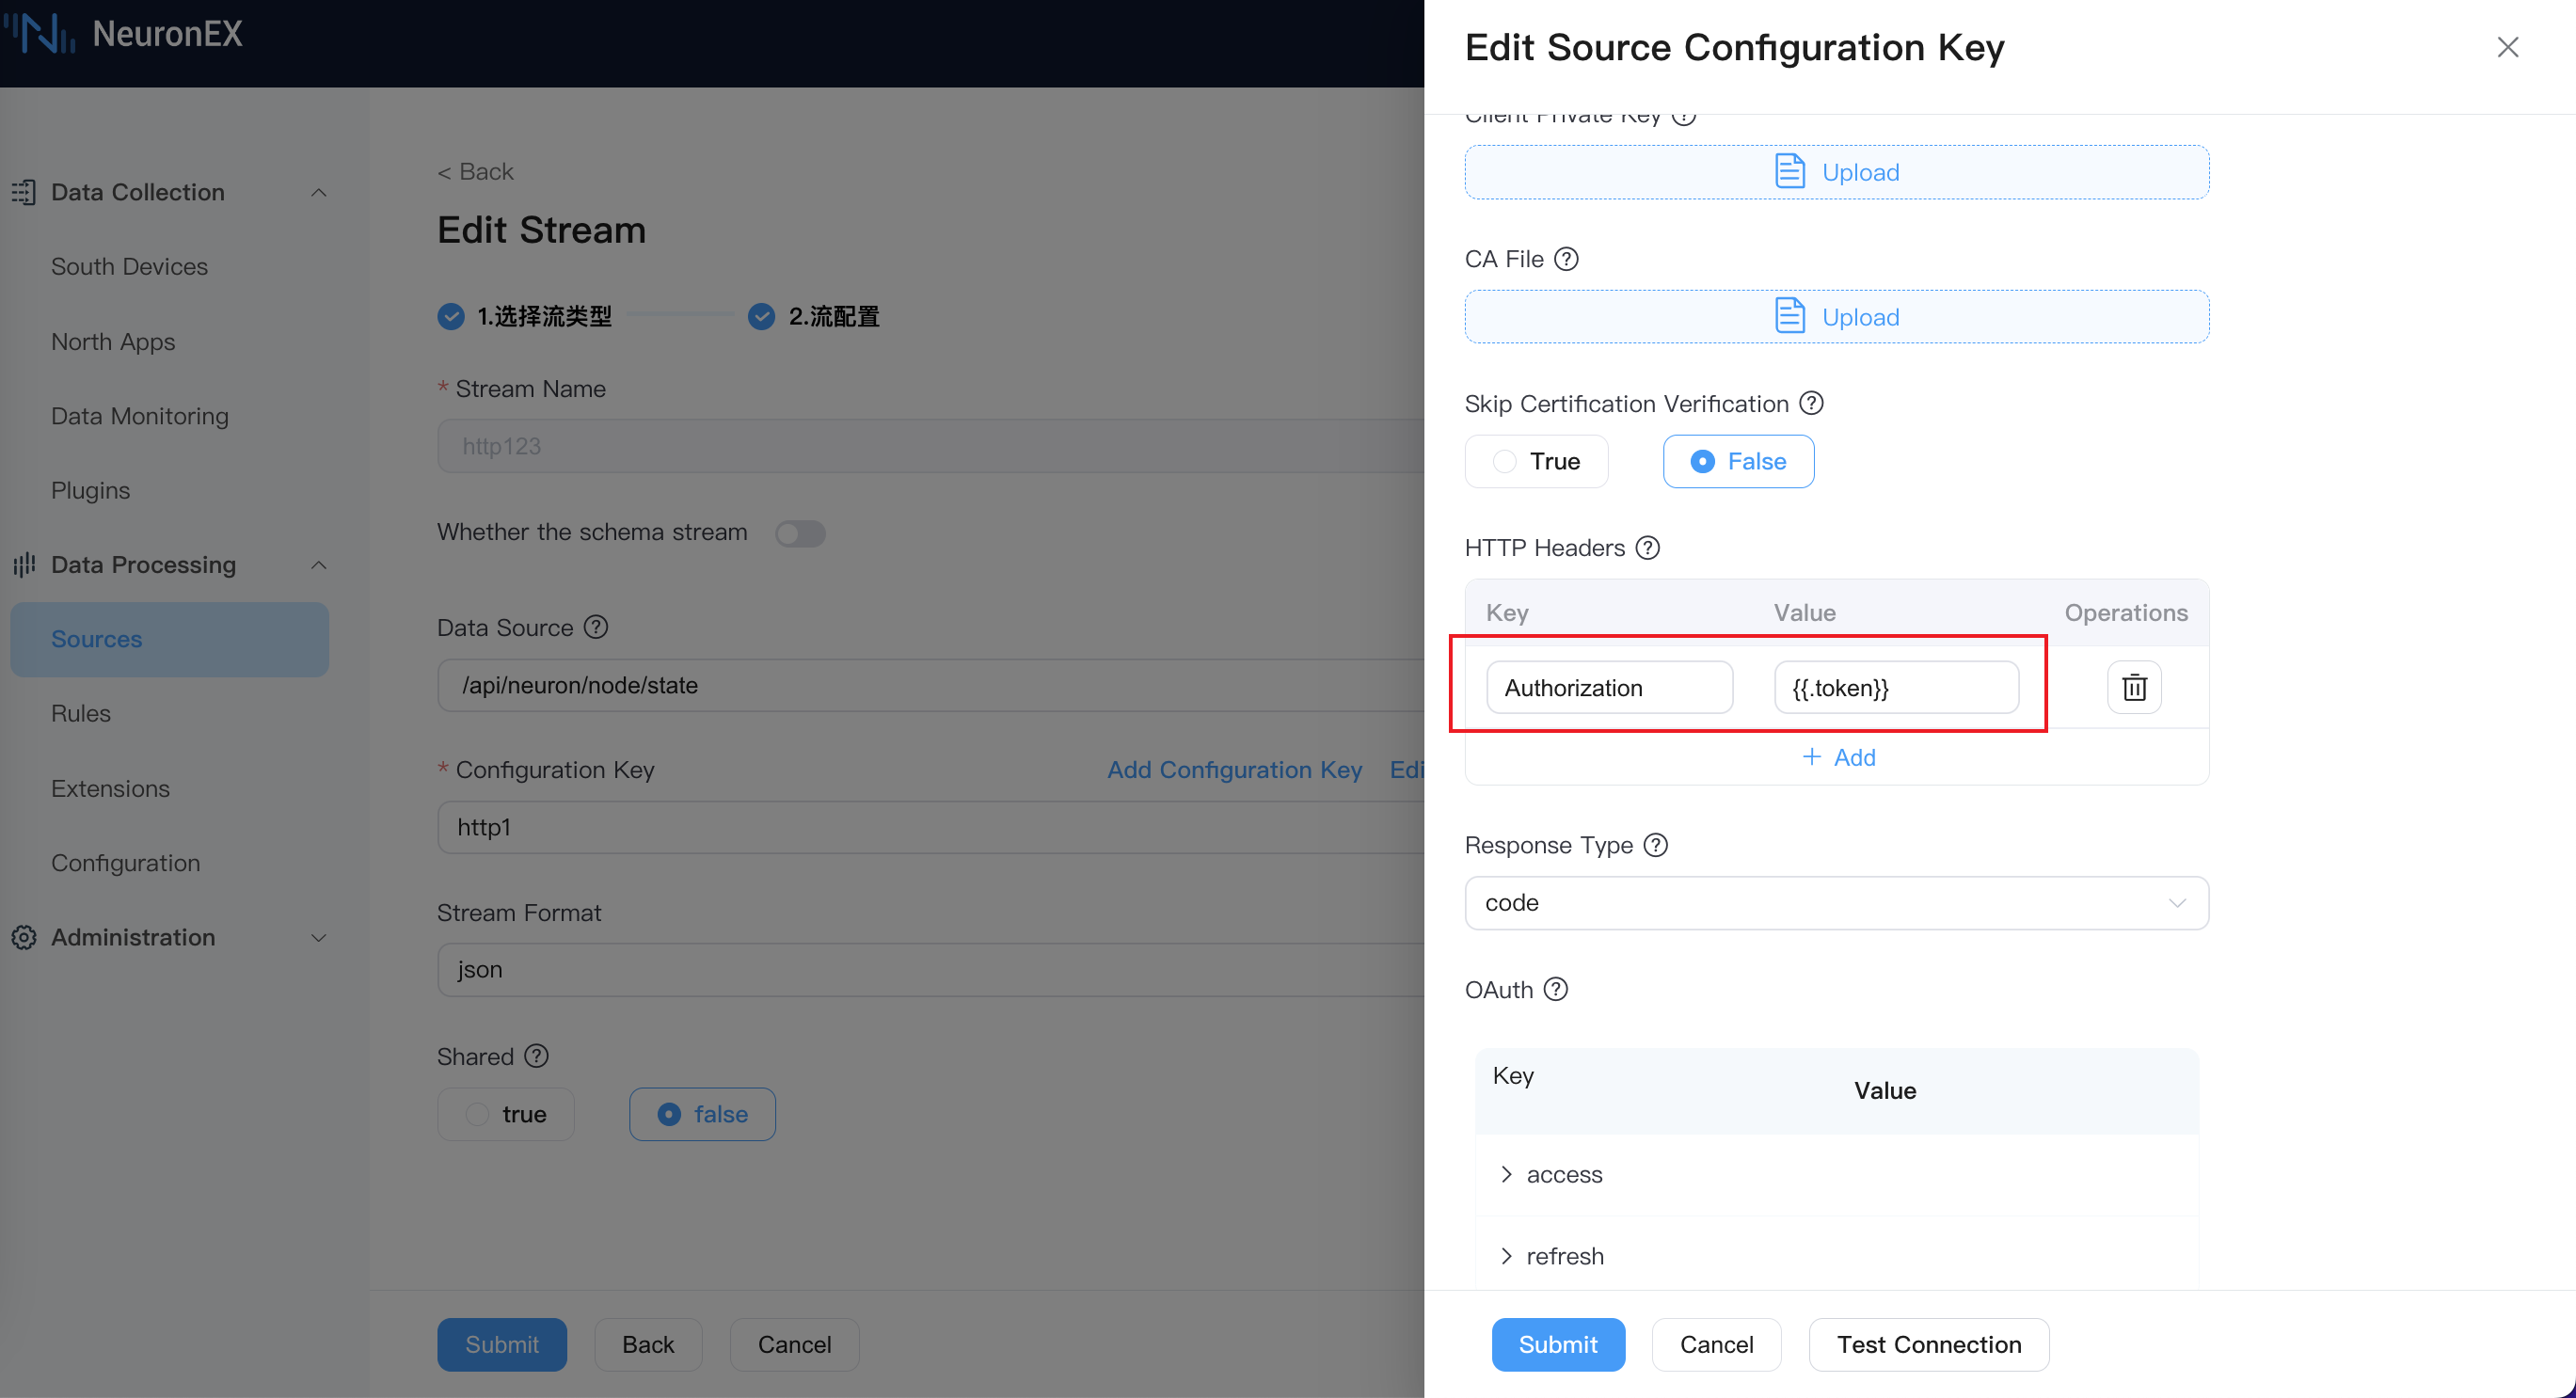 NeuronEX
Data Collection
South Devices
North Apps
Data Monitoring
Plugins
Data Processing
Sources
Rules
Extensions
Configuration
Administration
< Back
Edit Stream
1.选择流类型
2.流配置
* Stream Name
http123
Whether the schema stream
Data Source ?
/api/neuron/node/state
* Configuration Key
Add Configuration Key
Edi
http1
Stream Format
json
Shared ?
true
false
Submit
Back
Cancel
Edit Source Configuration Key
Client Private Key ?
Upload
CA File ?
Upload
Skip Certification Verification ?
True
False
HTTP Headers ?
Key Value Operations
Authorization {{.token}}
+ Add
Response Type ?
code
OAuth ?
Key Value
access
refresh
Submit
Cancel
Test Connection